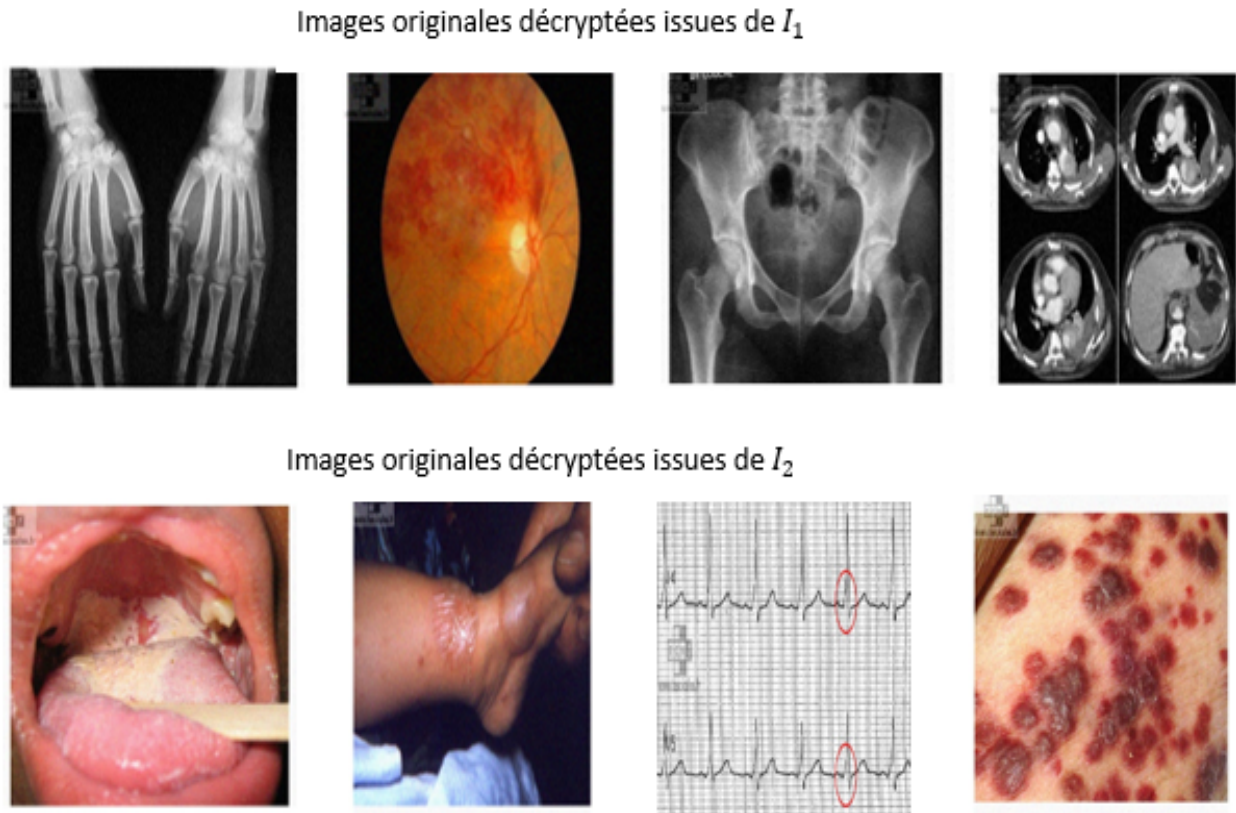 Images originales décryptées issues de I₁
Images originales décryptées issues de I₂